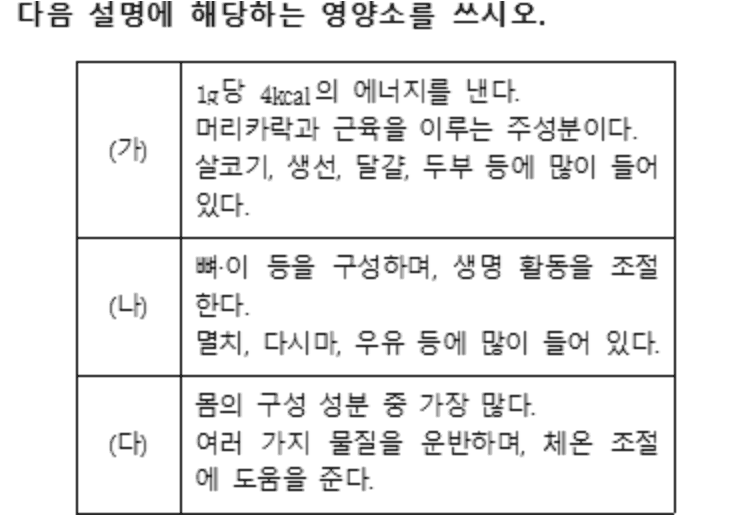 다음 설명에 해당하는 영양소를 쓰시오.
(가)
1g당 4kcal의 에너지를 낸다.
머리카락과 근육을 이루는 주성분이다.
살코기, 생선, 달걀, 두부 등에 많이 들어
있다.
(나)
뼈·이 등을 구성하며, 생명 활동을 조절
한다.
멸치, 다시마, 우유 등에 많이 들어 있다.
(다)
몸의 구성 성분 중 가장 많다.
여러 가지 물질을 운반하며, 체온 조절
에 도움을 준다.